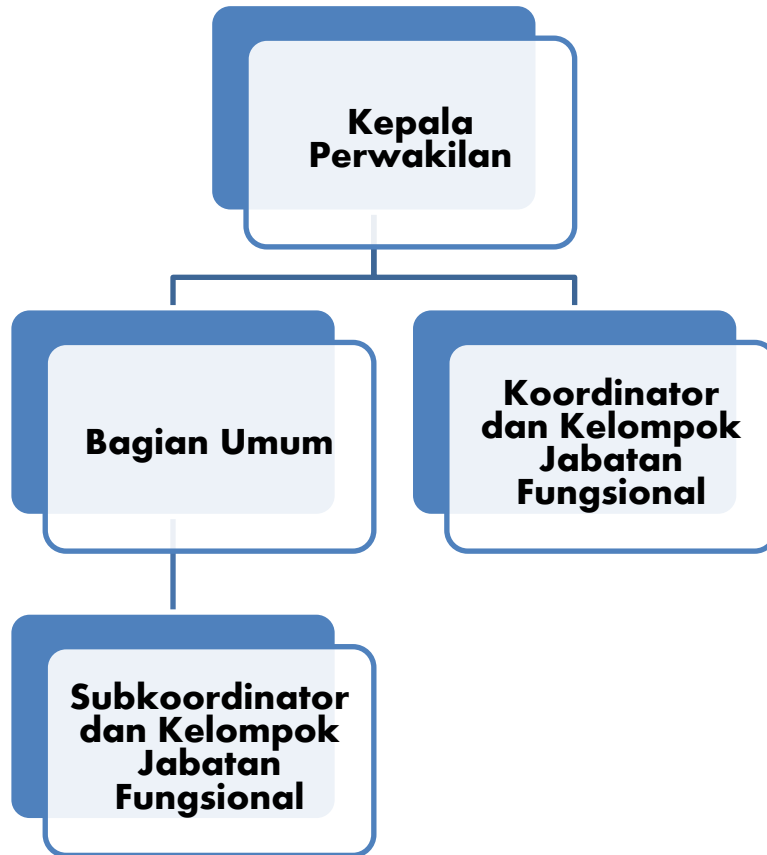 Kepala
Perwakilan
Bagian Umum
Koordinator
dan Kelompok
Jabatan
Fungsional
Subkoordinator
dan Kelompok
Jabatan
Fungsional